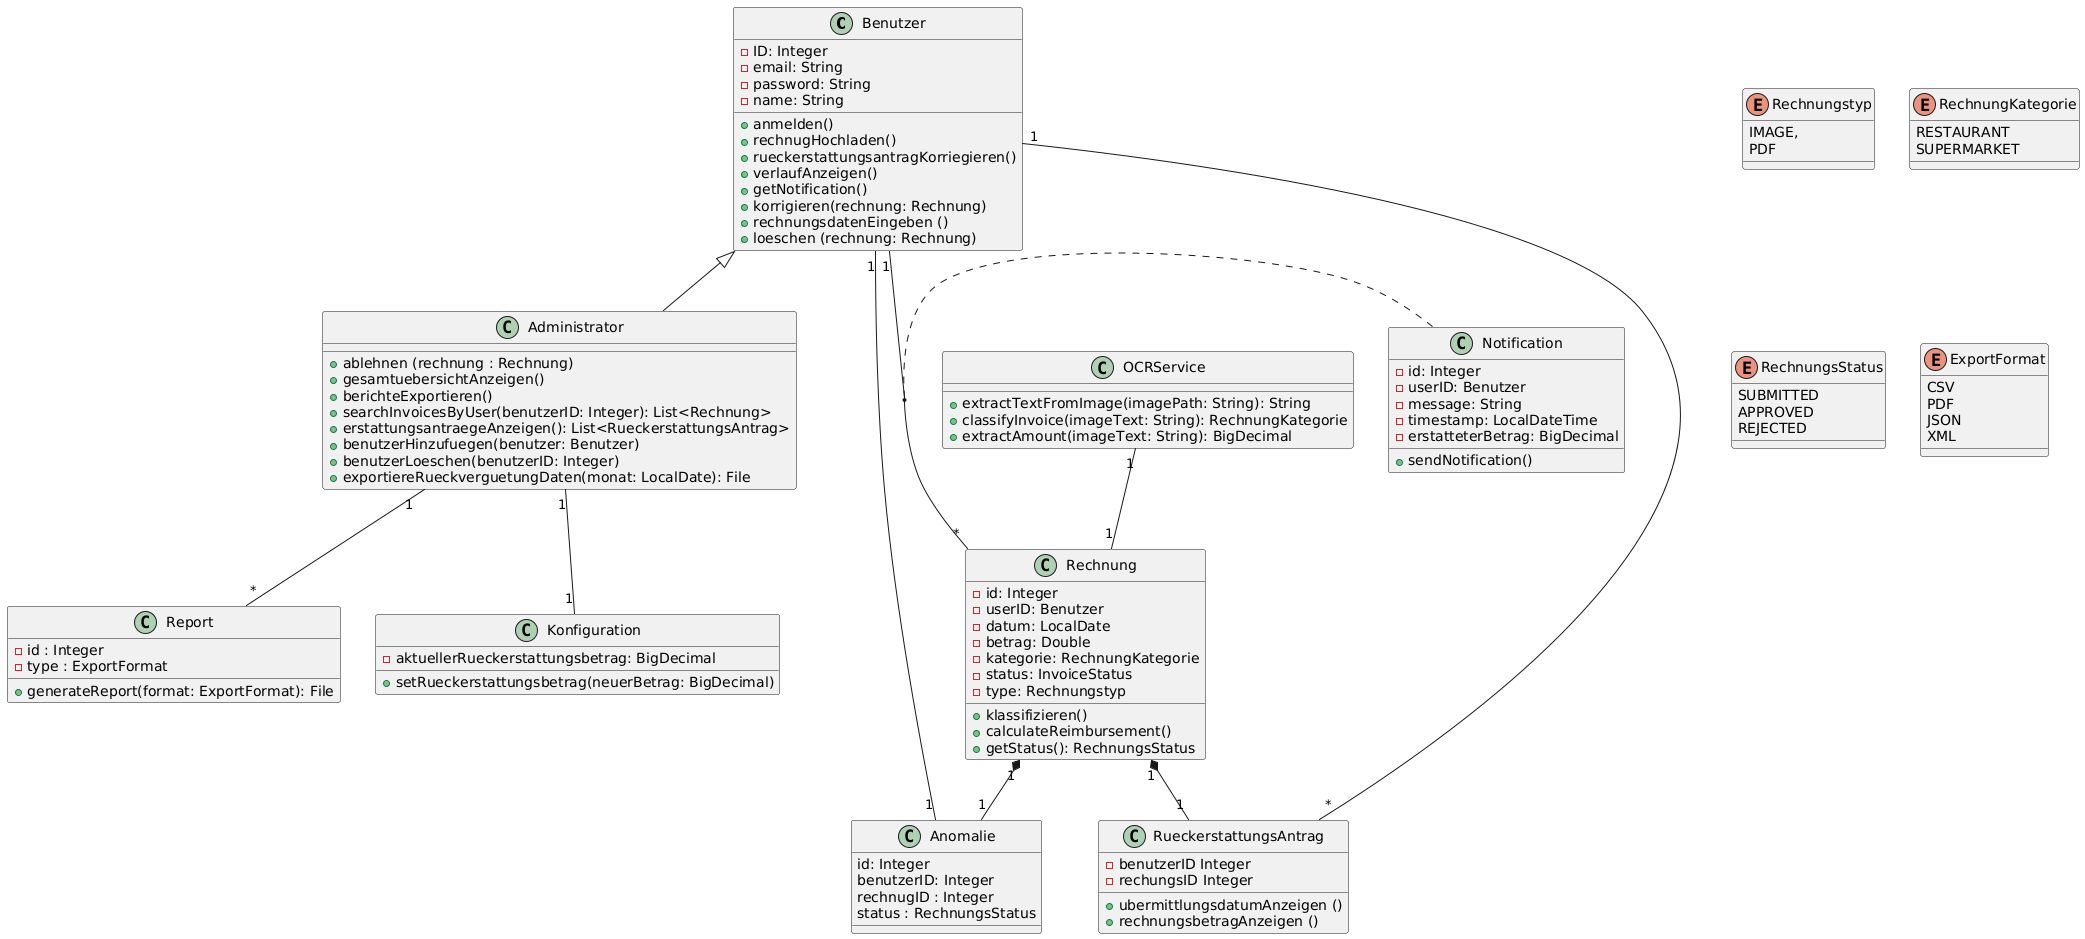 Benutzer
ID: Integer
email: String
password: String
name: String
anmelden()
rechnugHochladen()
rueckerstattungsantragKorriegieren()
verlaufAnzeigen()
getNotification()
korrigieren(rechnung: Rechnung)
rechnungsdatenEingeben ()
loeschen (rechnung: Rechnung)
1
1
1
Rechnungstyp
IMAGE,
PDF
RechnungKategorie
RESTAURANT
SUPERMARKET
Administrator
ablehnen (rechnung : Rechnung)
gesamtuebersichtAnzeigen()
berichteExportieren()
searchInvoicesByUser(benutzerID: Integer): List<Rechnung>
erstattungsantraegeAnzeigen(): List<RueckerstattungsAntrag>
benutzerHinzufuegen(benutzer: Benutzer)
benutzerLoeschen(benutzerID: Integer)
exportiereRueckverguetungDaten(monat: LocalDate): File
1
1
OCRService
extractTextFromImage(imagePath: String): String
classifyInvoice(imageText: String): RechnungKategorie
extractAmount(imageText: String): BigDecimal
1
Notification
id: Integer
userID: Benutzer
message: String
timestamp: LocalDateTime
erstatteterBetrag: BigDecimal
sendNotification()
RechnungsStatus
SUBMITTED
APPROVED
REJECTED
ExportFormat
CSV
PDF
JSON
XML
*
1
*
1
Report
id : Integer
type : ExportFormat
generateReport(format: ExportFormat): File
Konfiguration
aktuellerRueckerstattungsbetrag: BigDecimal
setRueckerstattungsbetrag(neuerBetrag: BigDecimal)
Rechnung
id: Integer
userID: Benutzer
datum: LocalDate
betrag: Double
kategorie: RechnungKategorie
status: InvoiceStatus
type: Rechnungstyp
klassifizieren()
calculateReimbursement()
getStatus(): RechnungsStatus
1
1
1
1
1
*
Anomalie
id: Integer
benutzerID: Integer
rechnugID : Integer
status : RechnungsStatus
RueckerstattungsAntrag
benutzerID Integer
rechungsID Integer
ubermittlungsdatumAnzeigen ()
rechnungsbetragAnzeigen ()